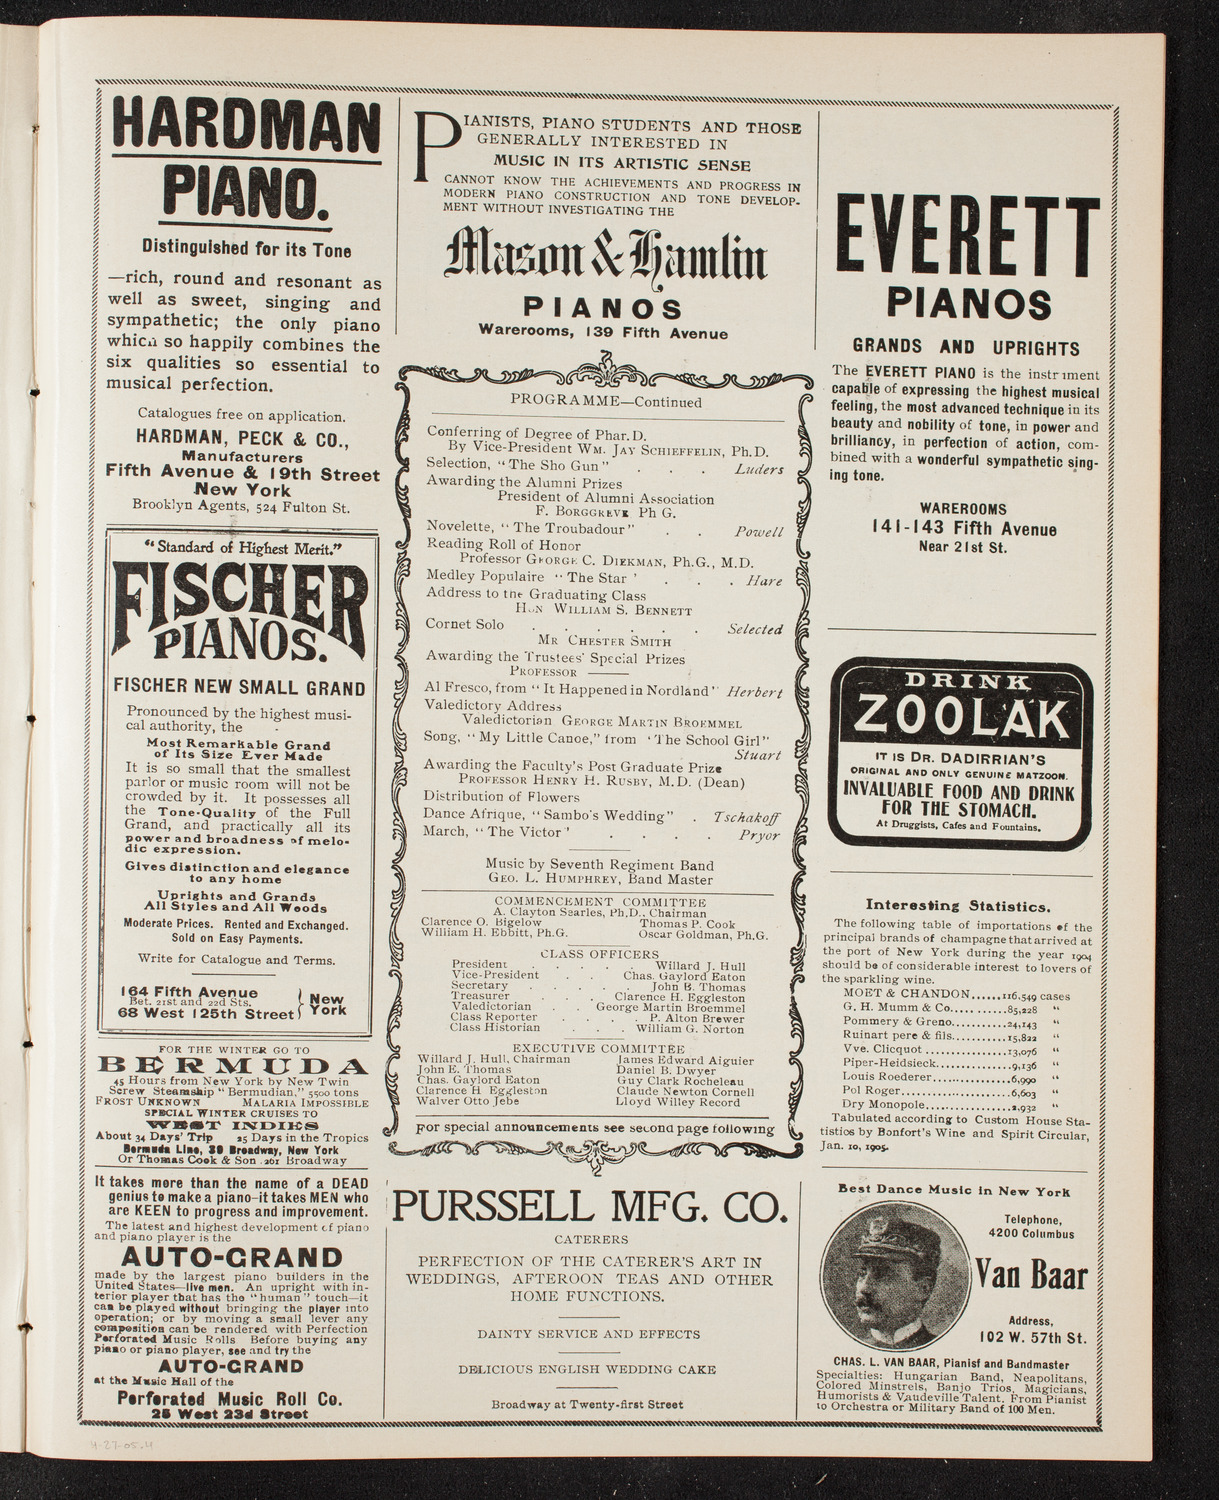 HARDMAN
PIANO.
Distinguished for its Tone
—rich, round and resonant as
well as sweet, singing and
sympathetic; the only piano
which so happily combines the
six qualities so essential to
musical perfection.
Catalogues free on application.
HARDMAN, PECK & CO.,
Manufacturers
Fifth Avenue & 19th Street
New York
Brooklyn Agents, 524 Fulton St.
"Standard of Highest Merit."
FISCHER
PIANOS.
FISCHER NEW SMALL GRAND
Pronounced by the highest musi-
cal authority, the
Most Remarkable Grand
of Its Size Ever Made
It is so small that the smallest
parlor or music room will not be
crowded by it. It possesses all
the Tone-Quality of the Full
Grand, and practically all its
power and broadness of melo-
dic expression.
Gives distinction and elegance
to any home
Uprights and Grands
All Styles and All Woods
Moderate Prices. Rented and Exchanged.
Sold on Easy Payments.
Write for Catalogue and Terms.
164 Fifth Avenue
Bet. 21st and 22d Sts.
68 West 125th Street
New
York
FOR THE WINTER GO TO
BERMUDA
45 Hours from New York by New Twin
Screw Steamship "Bermudian," 5500 tons
FROST UNKNOWN MALARIA IMPOSSIBLE
SPECIAL WINTER CRUISES TO
WEST INDIES
About 34 Days' Trip 25 Days in the Tropics
Bermuda Line, 39 Broadway, New York
Or Thomas Cook & Son 261 Broadway
It takes more than the name of a DEAD
genius to make a piano—it takes MEN who
are KEEN to progress and improvement.
The latest and highest development of piano
and piano player is the
AUTO-GRAND
made by the largest piano builders in the
United States—live men. An upright with in-
terior player that has the "human" touch—it
can be played without bringing the player into
operation; or by moving a small lever any
composition can be rendered with Perfection
Perforated Music Rolls Before buying any
piano or piano player, see and try the
AUTO-GRAND
at the Music Hall of the
Perforated Music Roll Co.
25 West 23d Street
PIANISTS, PIANO STUDENTS AND THOSE
GENERALLY INTERESTED IN
MUSIC IN ITS ARTISTIC SENSE
CANNOT KNOW THE ACHIEVEMENTS AND PROGRESS IN
MODERN PIANO CONSTRUCTION AND TONE DEVELOP-
MENT WITHOUT INVESTIGATING THE
Mason & Hamlin
PIANOS
Warerooms, 139 Fifth Avenue
PROGRAMME—Continued
Conferring of Degree of Phar. D.
By Vice-President WM. JAY SCHIEFFELIN, Ph.D.
Selection, "The Sho Gun" . . . Luders
Awarding the Alumni Prizes
President of Alumni Association
F. BORGGREVE Ph G.
Novelette, "The Troubadour" . . Powell
Reading Roll of Honor
Professor GEORGE C. DIEKMAN, Ph.G., M.D.
Medley Populaire "The Star ' . . . Hare
Address to the Graduating Class
HON WILLIAM S. BENNETT
Cornet Solo . . . . . . Selected
MR CHESTER SMITH
Awarding the Trustees' Special Prizes
PROFESSOR ——
Al Fresco, from "It Happened in Nordland" Herbert
Valedictory Address
Valedictorian GEORGE MARTIN BROEMMEL
Song, "My Little Canoe," from 'The School Girl"
Stuart
Awarding the Faculty's Post Graduate Prize
PROFESSOR HENRY H. RUSBY, M.D. (Dean)
Distribution of Flowers
Dance Afrique, "Sambo's Wedding" . Tschakoff
March, "The Victor' . . . . Pryor
Music by Seventh Regiment Band
GEO. L. HUMPHREY, Band Master
COMMENCEMENT COMMITTEE
A. Clayton Searles, Ph.D., Chairman
Clarence O. Bigelow Thomas P. Cook
William H. Ebbitt, Ph.G. Oscar Goldman, Ph.G.
CLASS OFFICERS
President . . . . Willard J. Hull
Vice-President . . Chas. Gaylord Eaton
Secretary . . . . John B. Thomas
Treasurer . . . Clarence H. Eggleston
Valedictorian . . George Martin Broemmel
Class Reporter . . . . P. Alton Brewer
Class Historian . . . William G. Norton
EXECUTIVE COMMITTEE
Willard J. Hull, Chairman James Edward Aiguier
John E. Thomas Daniel B. Dwyer
Chas. Gaylord Eaton Guy Clark Rocheleau
Clarence H. Eggleston Claude Newton Cornell
Walver Otto Jebe Lloyd Willey Record
For special announcements see second page following
PURSSELL MFG. CO.
CATERERS
PERFECTION OF THE CATERER'S ART IN
WEDDINGS, AFTEROON TEAS AND OTHER
HOME FUNCTIONS.
DAINTY SERVICE AND EFFECTS
DELICIOUS ENGLISH WEDDING CAKE
Broadway at Twenty-first Street
EVERETT
PIANOS
GRANDS AND UPRIGHTS
The EVERETT PIANO is the instrument
capable of expressing the highest musical
feeling, the most advanced technique in its
beauty and nobility of tone, in power and
brilliancy, in perfection of action, com-
bined with a wonderful sympathetic sing-
ing tone.
WAREROOMS
141-143 Fifth Avenue
Near 21st St.
DRINK
ZOOLAK
IT IS DR. DADIRRIAN'S
ORIGINAL AND ONLY GENUINE MATZOON.
INVALUABLE FOOD AND DRINK
FOR THE STOMACH.
At Druggists, Cafes and Fountains.
Interesting Statistics.
The following table of importations of the
principal brands of champagne that arrived at
the port of New York during the year 1904
should be of considerable interest to lovers of
the sparkling wine.
MOET & CHANDON......116,549 cases
G. H. Mumm & Co..........85,228 "
Pommery & Greno..........24,143 "
Ruinart pere & fils..........15,822 "
Vve. Clicquot..............13,076 "
Piper-Heidsieck............9,136 "
Louis Roederer.............6,990 "
Pol Roger..................6,603 "
Dry Monopole..............2,932 "
Tabulated according to Custom House Sta-
tistics by Bonfort's Wine and Spirit Circular,
Jan. 10, 1905.
Best Dance Music in New York
Telephone,
4200 Columbus
Van Baar
Address,
102 W. 57th St.
CHAS. L. VAN BAAR, Pianist and Bandmaster
Specialties: Hungarian Band, Neapolitans,
Colored Minstrels, Banjo Trios, Magicians,
Humorists & Vaudeville Talent. From Pianist
to Orchestra or Military Band of 100 Men.
4-27-05.4